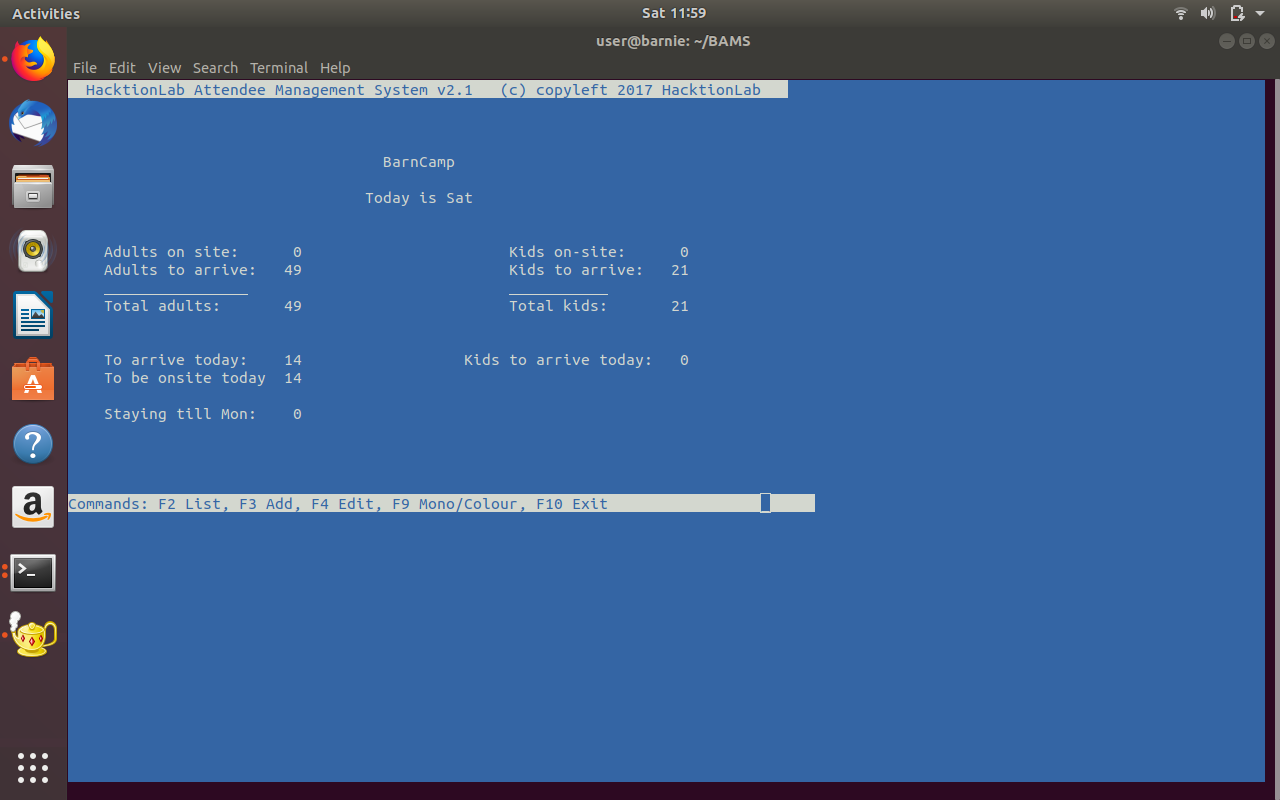 Activities Sat 11:59
user@barnie: ~/BAMS
File Edit View Search Terminal Help
HacktionLab Attendee Management System v2.1 (c) copyleft 2017 HacktionLab
BarnCamp
Today is Sat
Adults on site: 0 Kids on-site: 0
Adults to arrive: 49 Kids to arrive: 21
Total adults: 49 Total kids: 21
To arrive today: 14 Kids to arrive today: 0
To be onsite today 14
Staying till Mon: 0
Commands: F2 List, F3 Add, F4 Edit, F9 Mono/Colour, F10 Exit